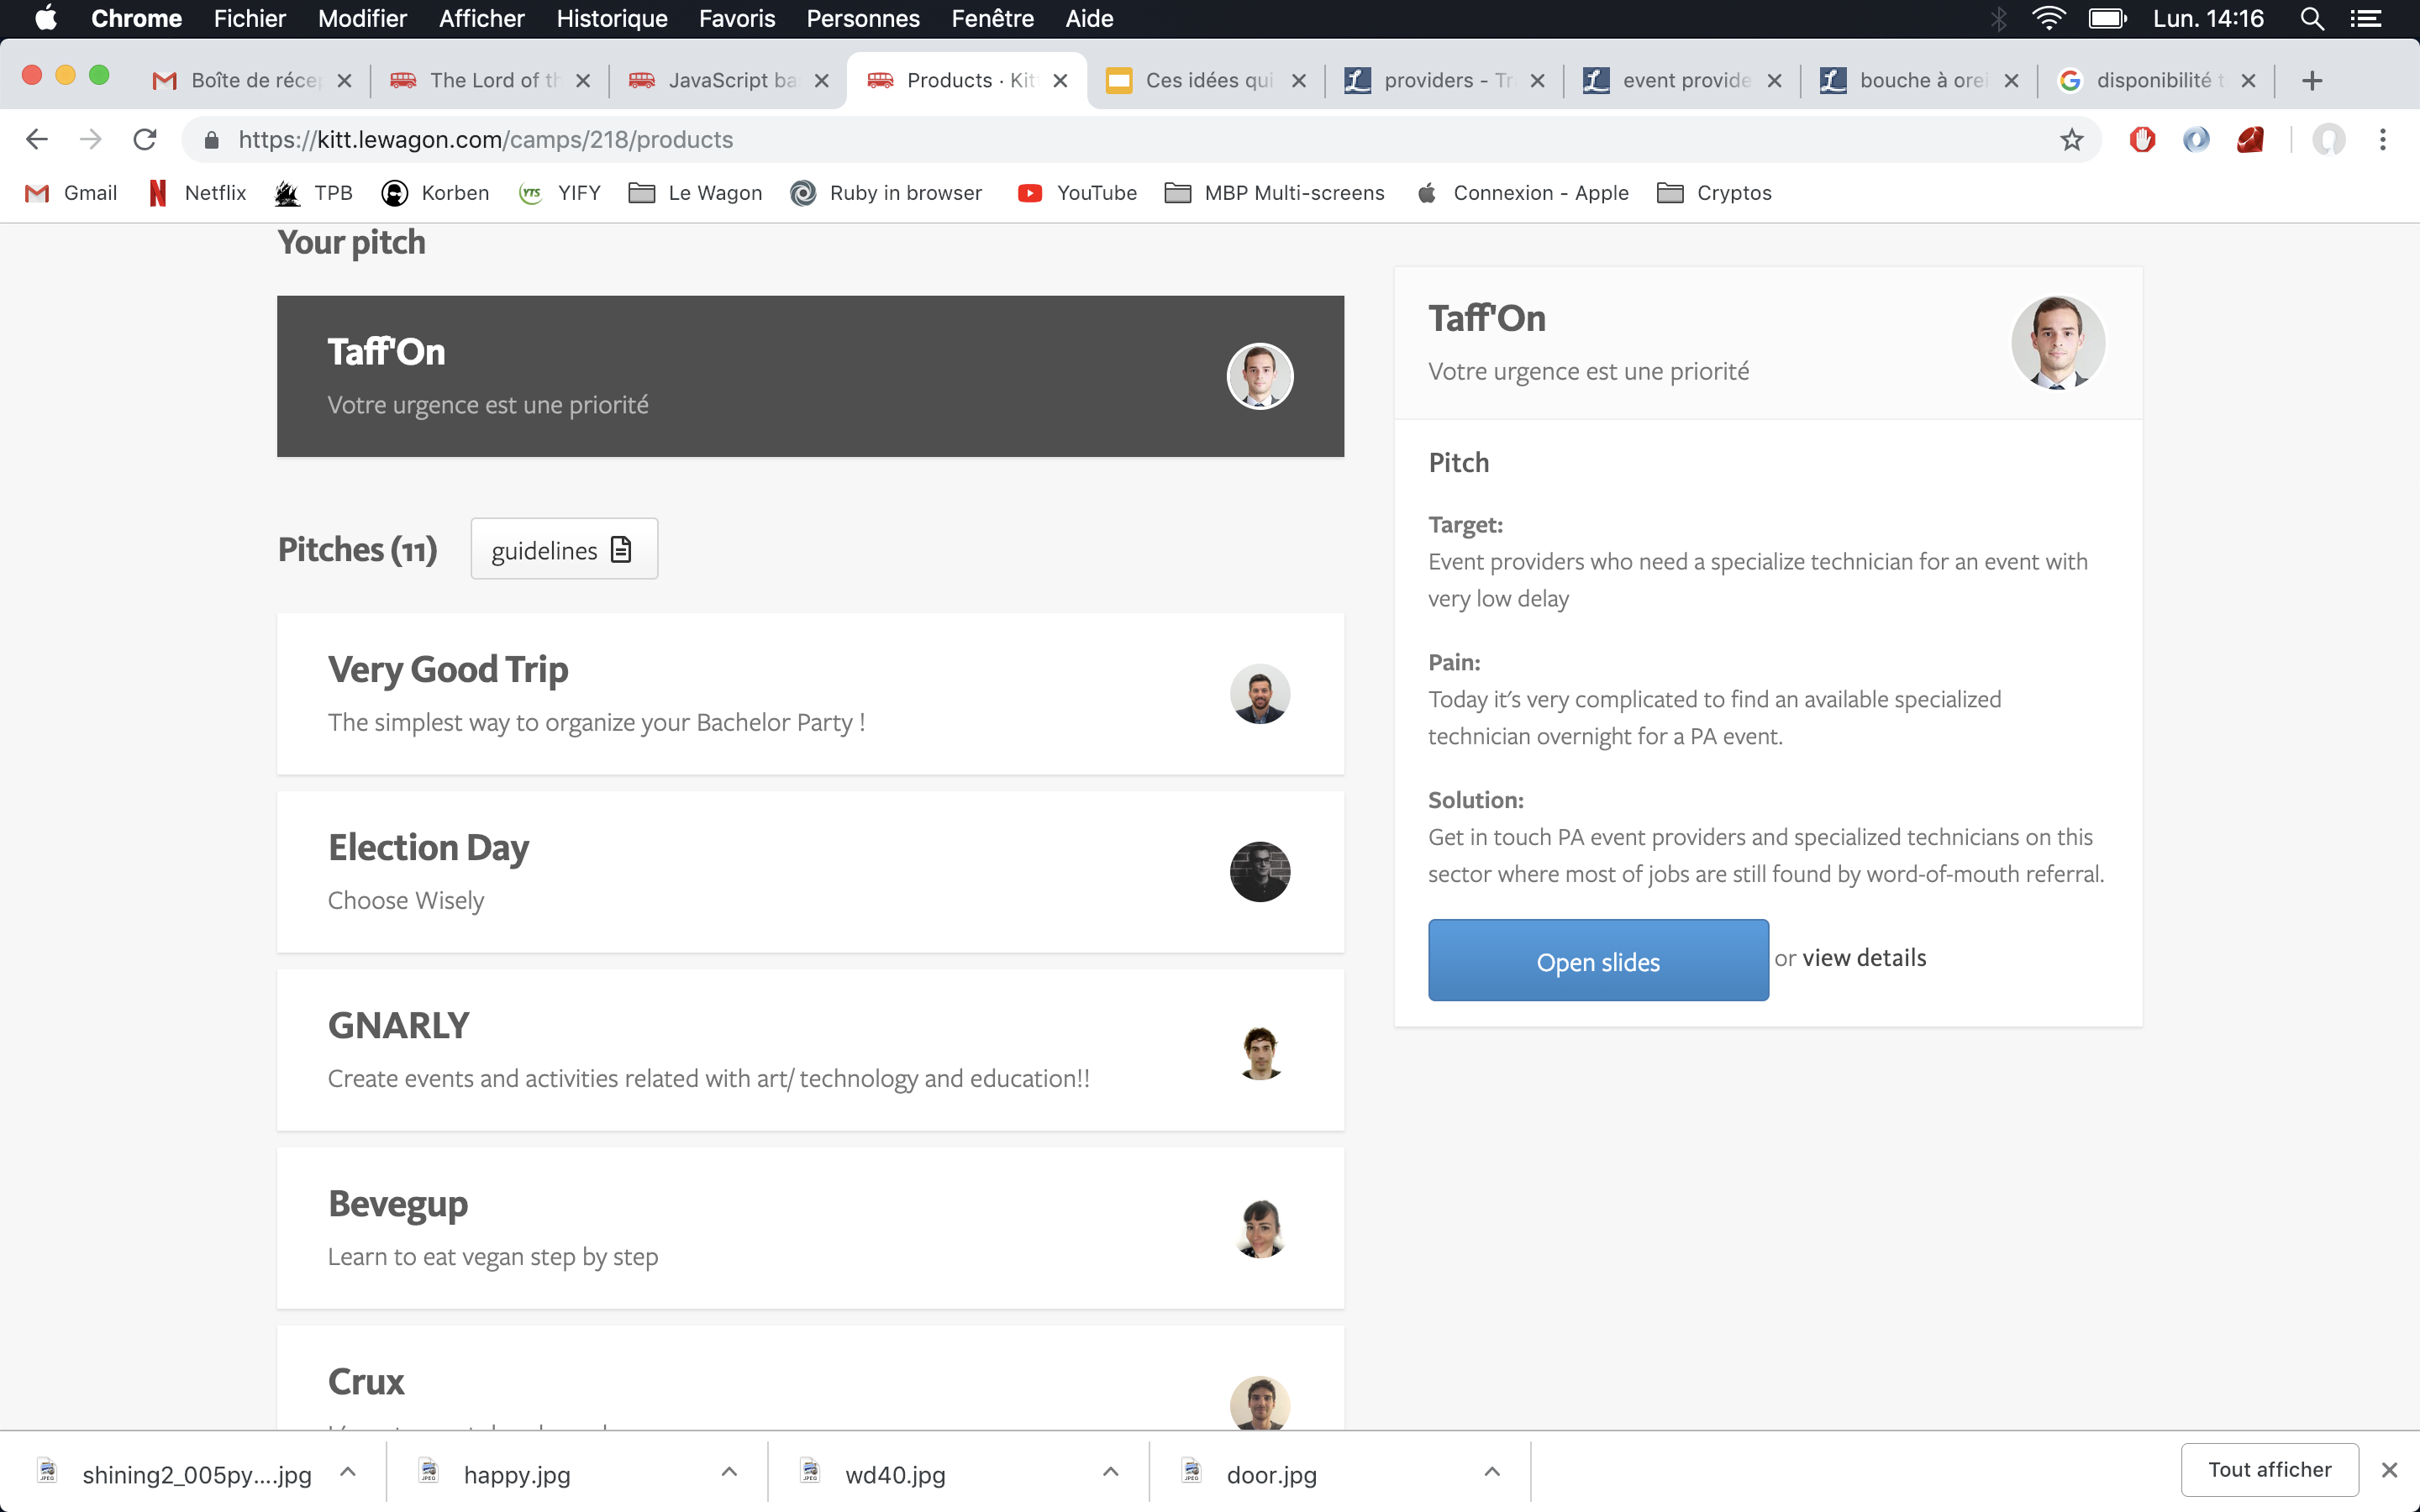 Chrome Fichier Modifier Afficher Historique Favoris Personnes Fenêtre Aide Lun. 14:16
Boîte de réce The Lord of JavaScript ba Products · Kit Ces idées qui providers - event provide bouche à disponibilité
https://kitt.lewagon.com/camps/218/products
Gmail Netflix TPB Korben YTS YIFY Le Wagon Ruby in browser YouTube MBP Multi-screens Connexion - Apple Cryptos
Your pitch
Taff'On
Votre urgence est une priorité
Pitches (11) guidelines
Very Good Trip
The simplest way to organize your Bachelor Party !
Election Day
Choose Wisely
GNARLY
Create events and activities related with art/ technology and education!!
Bevegup
Learn to eat vegan step by step
Crux
Taff'On
Votre urgence est une priorité
Pitch
Target:
Event providers who need a specialize technician for an event with
very low delay
Pain:
Today it's very complicated to find an available specialized
technician overnight for a PA event.
Solution:
Get in touch PA event providers and specialized technicians on this
sector where most of jobs are still found by word-of-mouth referral.
Open slides or view details
shining2_005py....jpg happy.jpg wd40.jpg door.jpg Tout afficher